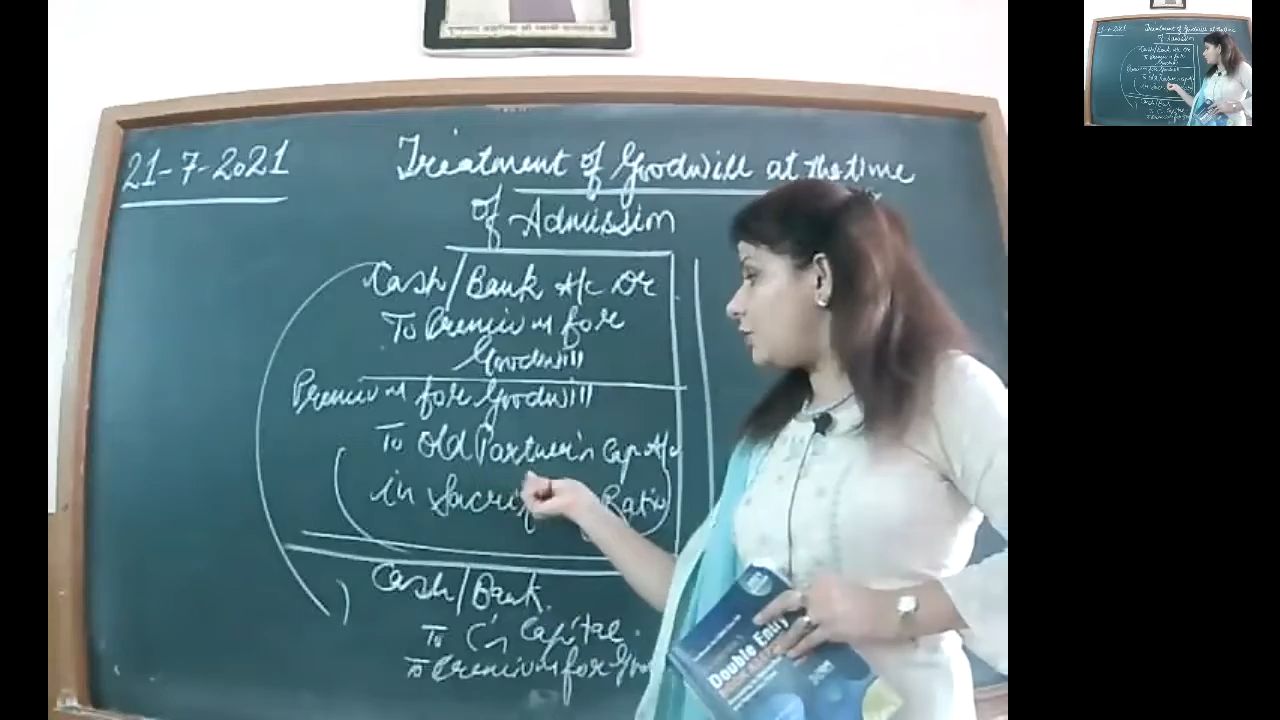 21-7-2021
Treatment of Goodwill at the time
of Admission
Cash/Bank A/c Dr
To Premium for
Goodwill
Premium for Goodwill
To Old Partner's Cap A/c
in Ratio
Cash/Bank
To C's Capital
To Premium for
Double Entry